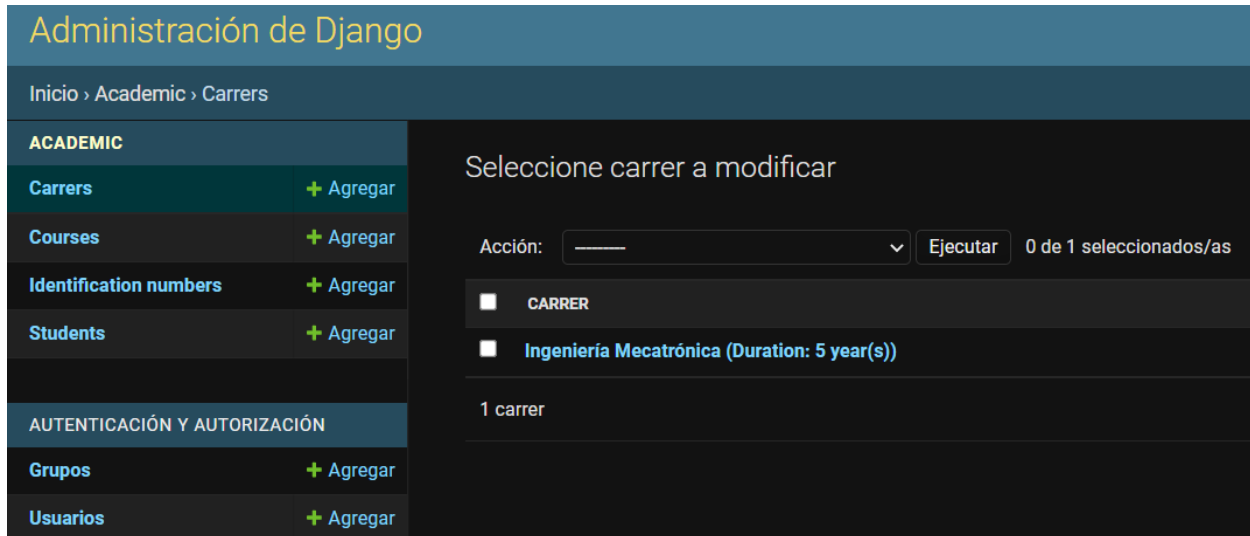 Administración de Django
Inicio › Academic › Carrers
ACADEMIC
Carrers + Agregar
Courses + Agregar
Identification numbers + Agregar
Students + Agregar
AUTENTICACIÓN Y AUTORIZACIÓN
Grupos + Agregar
Usuarios + Agregar
Seleccione carrer a modificar
Acción: --------- Ejecutar 0 de 1 seleccionados/as
CARRER
Ingeniería Mecatrónica (Duration: 5 year(s))
1 carrer